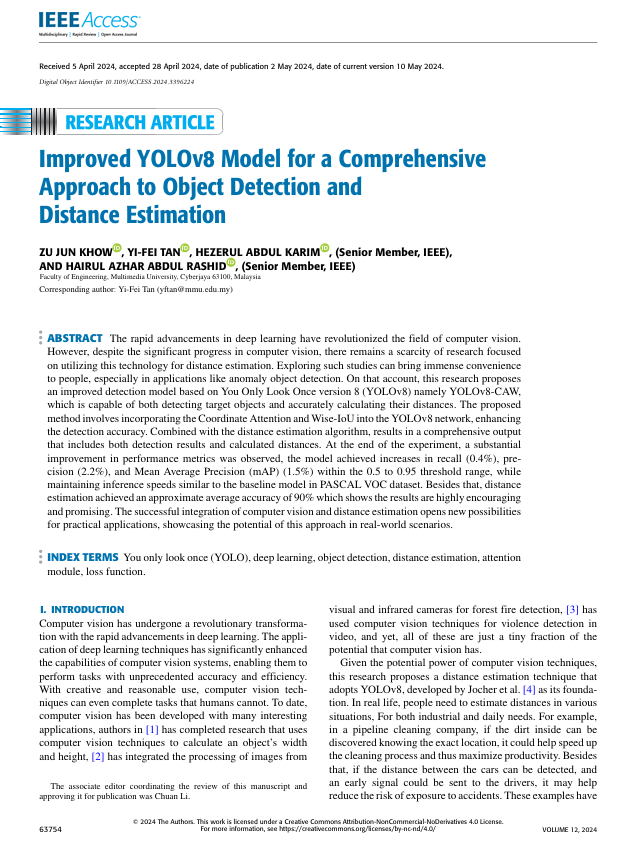 IEEE Access
Multidisciplinary | Rapid Review | Open Access Journal
Received 5 April 2024, accepted 28 April 2024, date of publication 2 May 2024, date of current version 10 May 2024.
Digital Object Identifier 10.1109/ACCESS.2024.3396224
RESEARCH ARTICLE
Improved YOLOv8 Model for a Comprehensive
Approach to Object Detection and
Distance Estimation
ZU JUN KHOW iD, YI-FEI TAN iD, HEZERUL ABDUL KARIM iD, (Senior Member, IEEE),
AND HAIRUL AZHAR ABDUL RASHID iD, (Senior Member, IEEE)
Faculty of Engineering, Multimedia University, Cyberjaya 63100, Malaysia
Corresponding author: Yi-Fei Tan (yftan@mmu.edu.my)
ABSTRACT The rapid advancements in deep learning have revolutionized the field of computer vision.
However, despite the significant progress in computer vision, there remains a scarcity of research focused
on utilizing this technology for distance estimation. Exploring such studies can bring immense convenience
to people, especially in applications like anomaly object detection. On that account, this research proposes
an improved detection model based on You Only Look Once version 8 (YOLOv8) namely YOLOv8-CAW,
which is capable of both detecting target objects and accurately calculating their distances. The proposed
method involves incorporating the Coordinate Attention and Wise-IoU into the YOLOv8 network, enhancing
the detection accuracy. Combined with the distance estimation algorithm, results in a comprehensive output
that includes both detection results and calculated distances. At the end of the experiment, a substantial
improvement in performance metrics was observed, the model achieved increases in recall (0.4%), pre-
cision (2.2%), and Mean Average Precision (mAP) (1.5%) within the 0.5 to 0.95 threshold range, while
maintaining inference speeds similar to the baseline model in PASCAL VOC dataset. Besides that, distance
estimation achieved an approximate average accuracy of 90% which shows the results are highly encouraging
and promising. The successful integration of computer vision and distance estimation opens new possibilities
for practical applications, showcasing the potential of this approach in real-world scenarios.
INDEX TERMS You only look once (YOLO), deep learning, object detection, distance estimation, attention
module, loss function.
I. INTRODUCTION
Computer vision has undergone a revolutionary transforma-
tion with the rapid advancements in deep learning. The appli-
cation of deep learning techniques has significantly enhanced
the capabilities of computer vision systems, enabling them to
perform tasks with unprecedented accuracy and efficiency.
With creative and reasonable use, computer vision tech-
niques can even complete tasks that humans cannot. To date,
computer vision has been developed with many interesting
applications, authors in [1] has completed research that uses
computer vision techniques to calculate an object's width
and height, [2] has integrated the processing of images from
The associate editor coordinating the review of this manuscript and
approving it for publication was Chuan Li.
visual and infrared cameras for forest fire detection, [3] has
used computer vision techniques for violence detection in
video, and yet, all of these are just a tiny fraction of the
potential that computer vision has.
Given the potential power of computer vision techniques,
this research proposes a distance estimation technique that
adopts YOLOv8, developed by Jocher et al. [4] as its founda-
tion. In real life, people need to estimate distances in various
situations, For both industrial and daily needs. For example,
in a pipeline cleaning company, if the dirt inside can be
discovered knowing the exact location, it could help speed up
the cleaning process and thus maximize productivity. Besides
that, if the distance between the cars can be detected, and
an early signal could be sent to the drivers, it may help
reduce the risk of exposure to accidents. These examples have
63754
© 2024 The Authors. This work is licensed under a Creative Commons Attribution-NonCommercial-NoDerivatives 4.0 License.
For more information, see https://creativecommons.org/licenses/by-nc-nd/4.0/
VOLUME 12, 2024